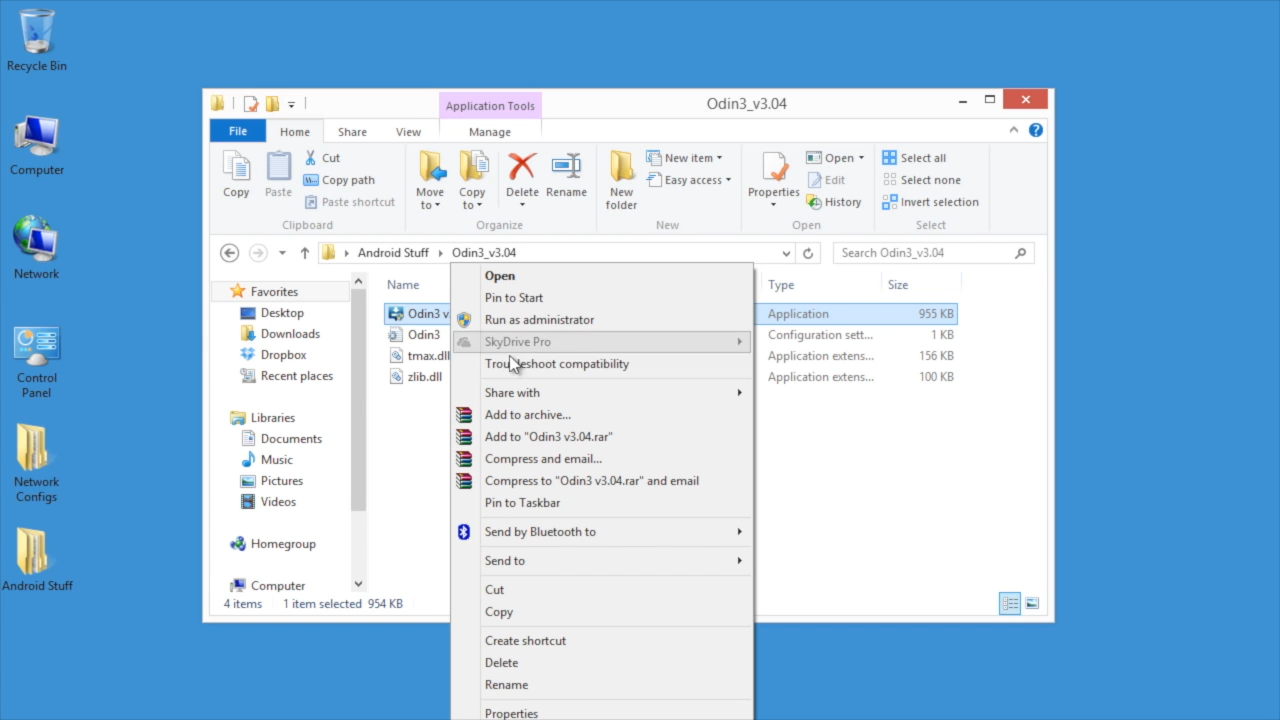 Recycle Bin
Computer
Network
Control
Panel
Network
Configs
Android Stuff
Application Tools
Odin3_v3.04
File
Home
Share
View
Manage
Copy
Paste
Cut
Copy path
Paste shortcut
Clipboard
Move
to
Copy
to
Delete
Rename
Organize
New
folder
New item
Easy access
New
Properties
Open
Edit
History
Open
Select all
Select none
Invert selection
Select
Android Stuff
Odin3_v3.04
Search Odin3_v3.04
Favorites
Desktop
Downloads
Dropbox
Recent places
Libraries
Documents
Music
Pictures
Videos
Homegroup
Computer
Name
Type
Size
Odin3 v
Application
955 KB
Odin3
Configuration sett...
1 KB
tmax.dll
Application extens...
156 KB
zlib.dll
Application extens...
100 KB
Open
Pin to Start
Run as administrator
SkyDrive Pro
Troubleshoot compatibility
Share with
Add to archive...
Add to "Odin3 v3.04.rar"
Compress and email...
Compress to "Odin3 v3.04.rar" and email
Pin to Taskbar
Send by Bluetooth to
Send to
Cut
Copy
Create shortcut
Delete
Rename
Properties
4 items
1 item selected 954 KB